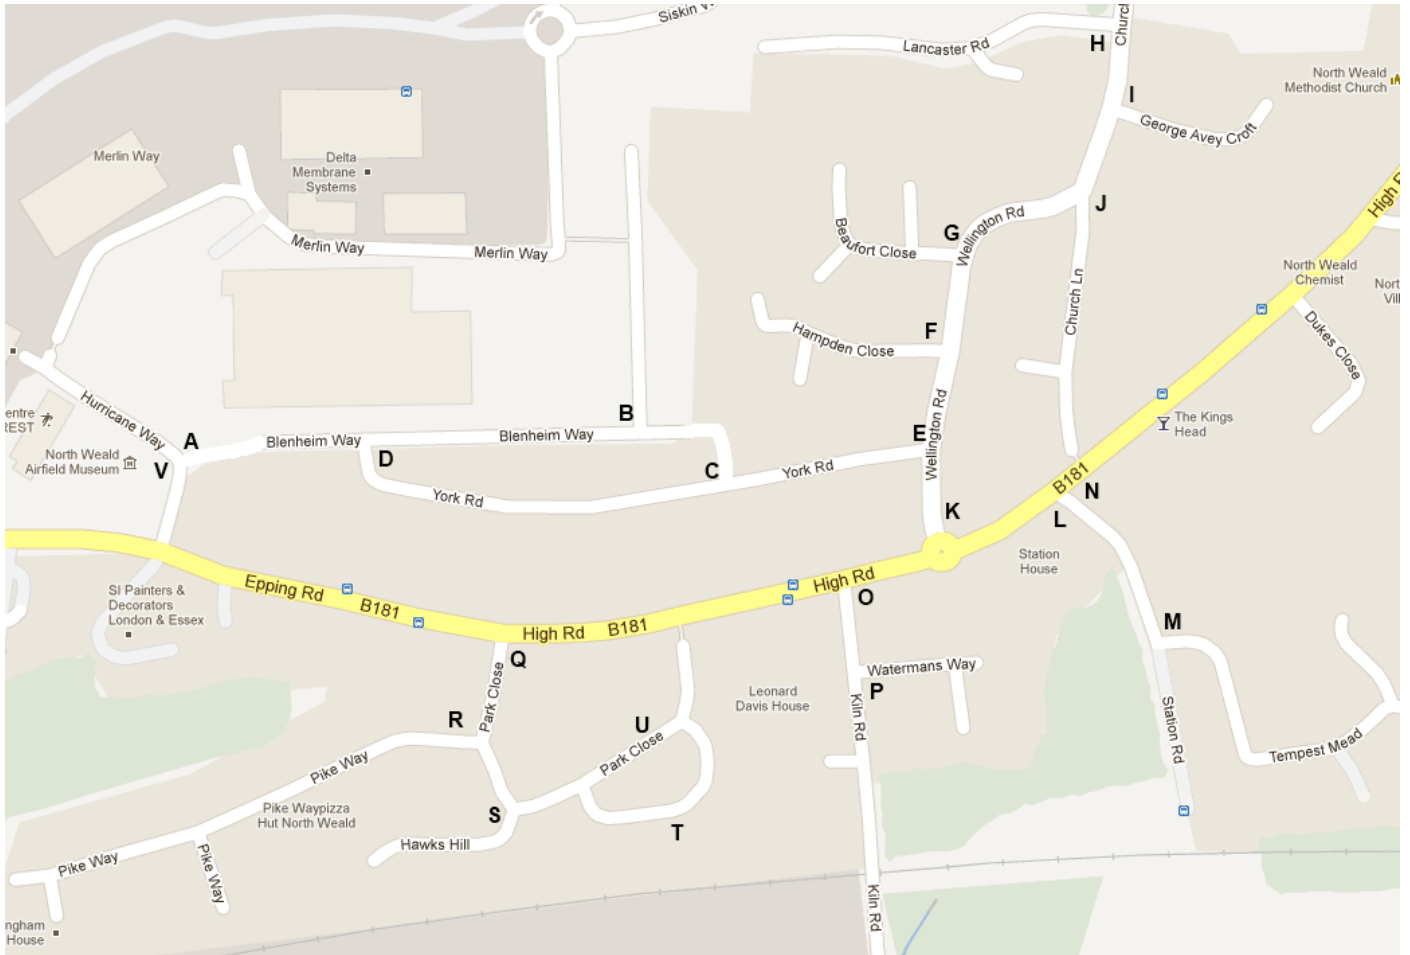 Siskin W
Church
H
Lancaster Rd
North Weald
Methodist Church
I
George Avey Croft
Merlin Way
Delta
Membrane
Systems
High R
J
Wellington Rd
G
Beaufort Close
Merlin Way
Merlin Way
North Weald
Chemist
Nort
Vill
Church Ln
F
Hampden Close
Dukes Close
Hurricane Way
entre
REST
B
The Kings
Head
A
Blenheim Way
Blenheim Way
E
Wellington Rd
North Weald
Airfield Museum
V
D
C
York Rd
York Rd
B181
N
K
L
Station
House
High Rd
O
SI Painters &
Decorators
London & Essex
Epping Rd
B181
High Rd
B181
M
Q
Park Close
Watermans Way
P
Leonard
Davis House
Kiln Rd
Station Rd
R
U
Park Close
Tempest Mead
Pike Way
Pike Waypizza
Hut North Weald
S
T
Hawks Hill
Pike Way
Pike Way
Kiln Rd
ngham
House